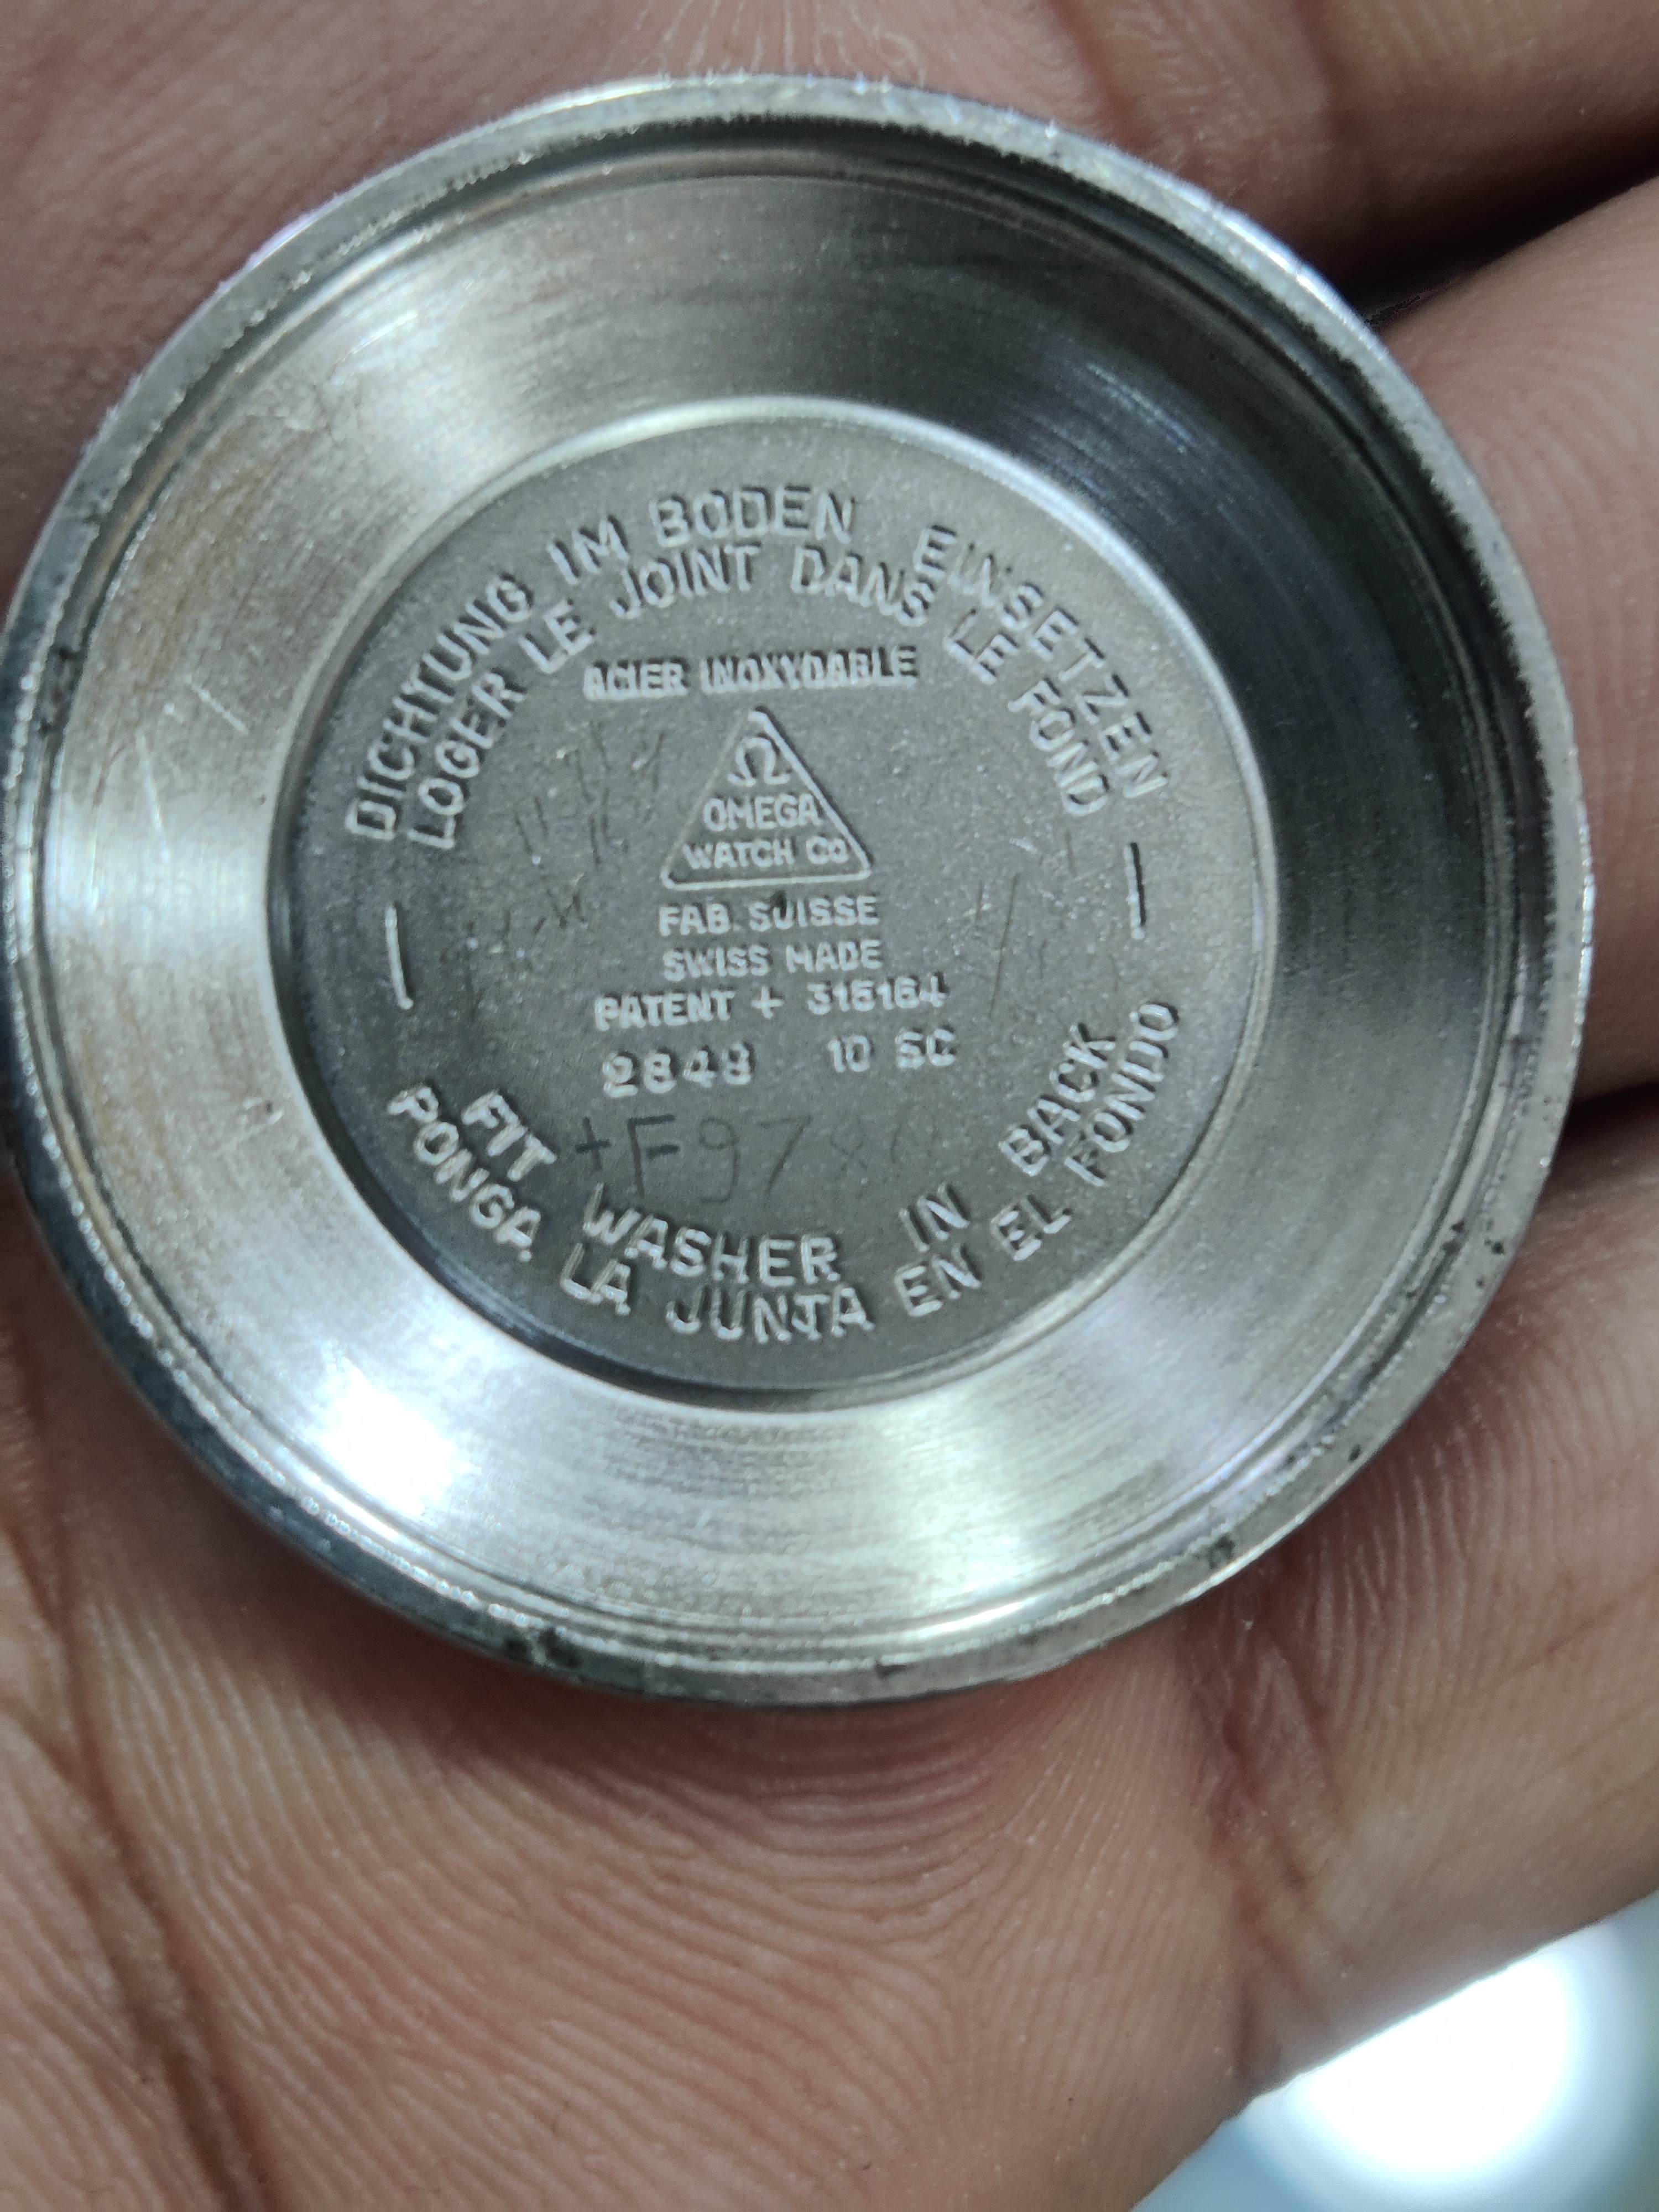 DICHTUNG IM BODEN EINSETZEN
LOGER LE JOINT DANS LE FOND
ACIER INOXYDABLE
Ω
OMEGA
WATCH Co
FAB. SUISSE
SWISS MADE
PATENT + 315164
2848 10 SC
+F97
FIT WASHER IN BACK
PONGA LA JUNTA EN EL FONDO